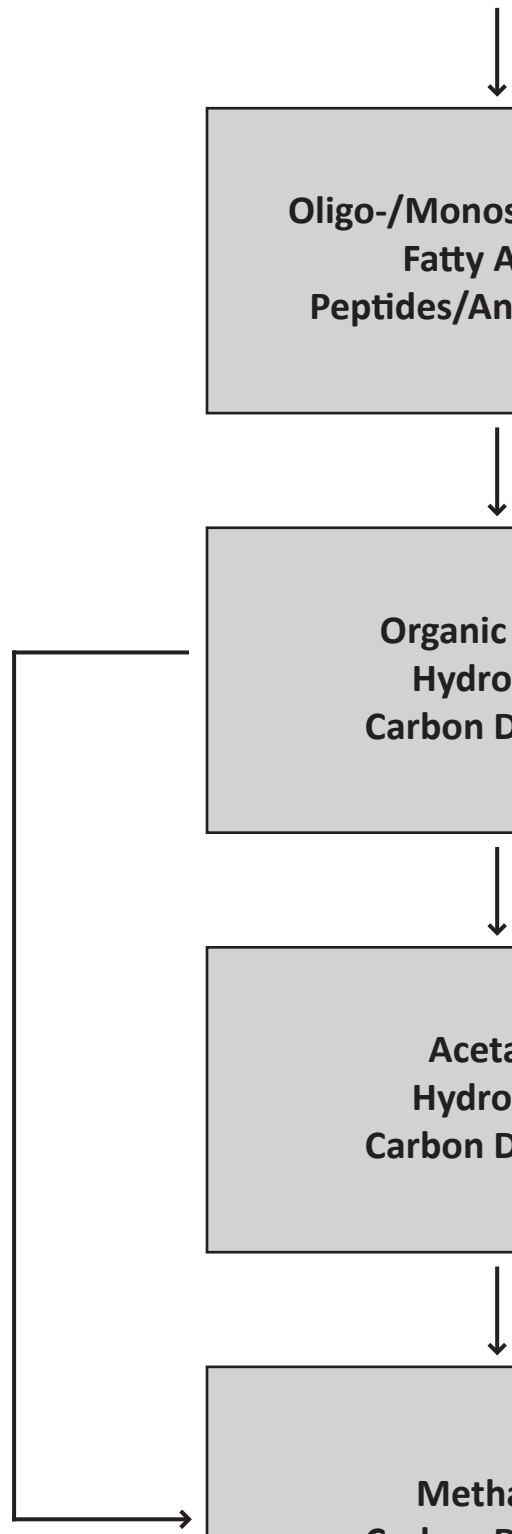 Oligo-/Monos
Fatty A
Peptides/An
Organic
Hydro
Carbon D
Aceta
Hydro
Carbon D
Metha